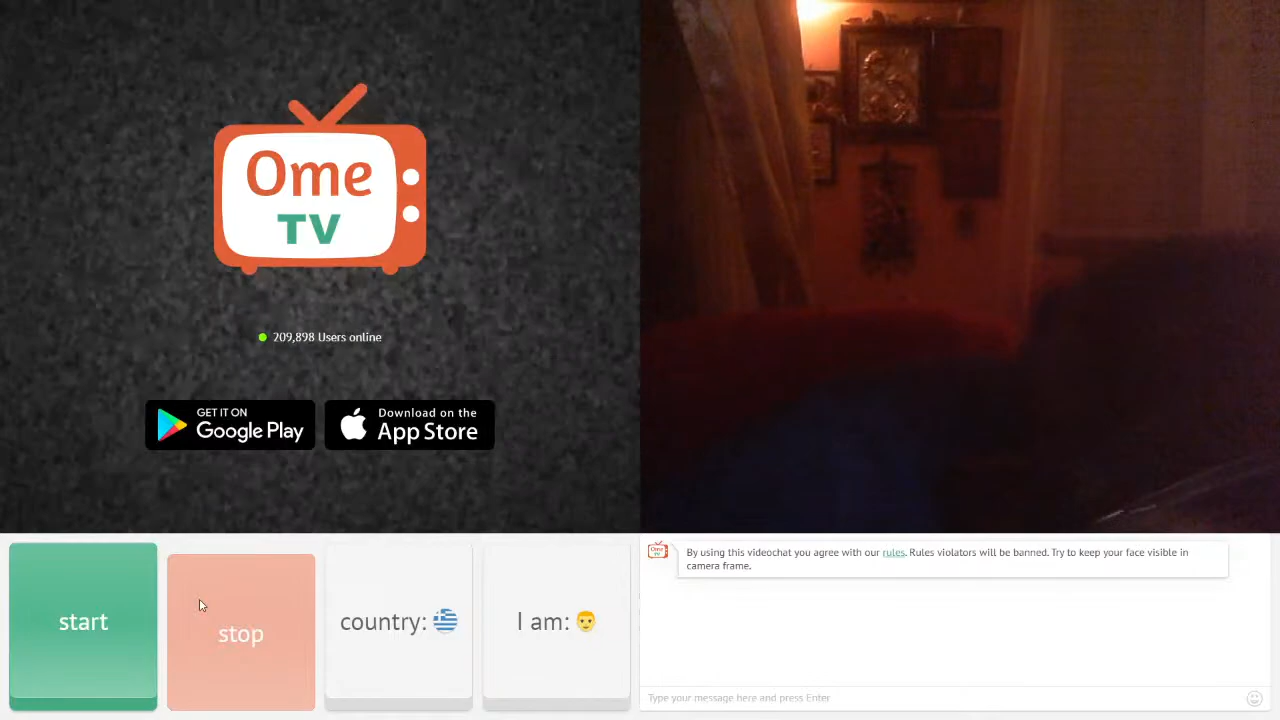 Ome
TV
209,898 Users online
GET IT ON
Google Play
Download on the
App Store
start
stop
country:
I am:
Ome
TV
By using this videochat you agree with our rules. Rules violators will be banned. Try to keep your face visible in
camera frame.
Type your message here and press Enter